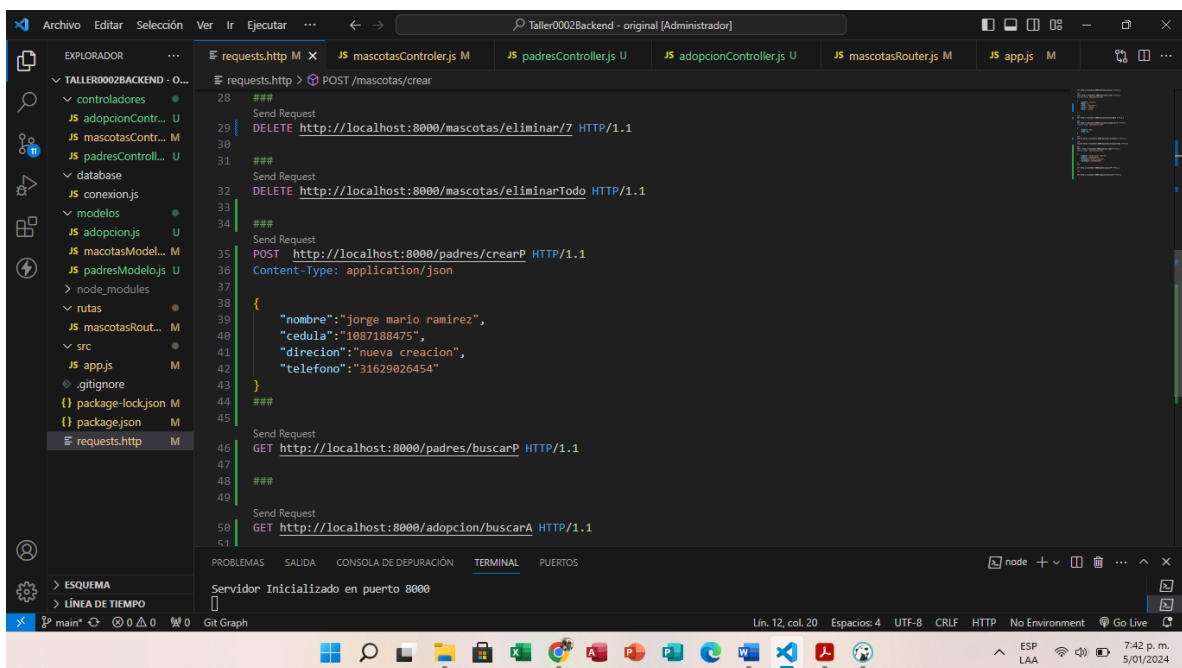 Archivo Editar Selección Ver Ir Ejecutar ···
Taller0002Backend - original [Administrador]
EXPLORADOR ···
TALLER0002BACKEND - O...
controladores
JS adopcionContr... U
JS mascotasContr... M
JS padresControll... U
database
JS conexion.js
modelos
JS adopcion.js U
JS macotasModel... M
JS padresModelo.js U
node_modules
rutas
JS mascotasRout... M
src
JS app.js M
.gitignore
{} package-lock.json M
{} package.json M
requests.http M
ESQUEMA
LÍNEA DE TIEMPO
11
requests.http M JS mascotasControler.js M JS padresController.js U JS adopcionController.js U JS mascotasRouter.js M JS app.js M ···
requests.http > POST /mascotas/crear
28 ###
Send Request
29 DELETE http://localhost:8000/mascotas/eliminar/7 HTTP/1.1
30
31 ###
Send Request
32 DELETE http://localhost:8000/mascotas/eliminarTodo HTTP/1.1
33
34 ###
Send Request
35 POST http://localhost:8000/padres/crearP HTTP/1.1
36 Content-Type: application/json
37
38 {
39 "nombre":"jorge mario ramirez",
40 "cedula":"1087188475",
41 "direcion":"nueva creacion",
42 "telefono":"31629026454"
43 }
44 ###
45
Send Request
46 GET http://localhost:8000/padres/buscarP HTTP/1.1
47
48 ###
49
Send Request
50 GET http://localhost:8000/adopcion/buscarA HTTP/1.1
51
PROBLEMAS SALIDA CONSOLA DE DEPURACIÓN TERMINAL PUERTOS node ···
Servidor Inicializado en puerto 8000
main* 0 0 0 Git Graph Lín. 12, col. 20 Espacios: 4 UTF-8 CRLF HTTP No Environment Go Live
ESP
LAA
7:42 p. m.
5/01/2024